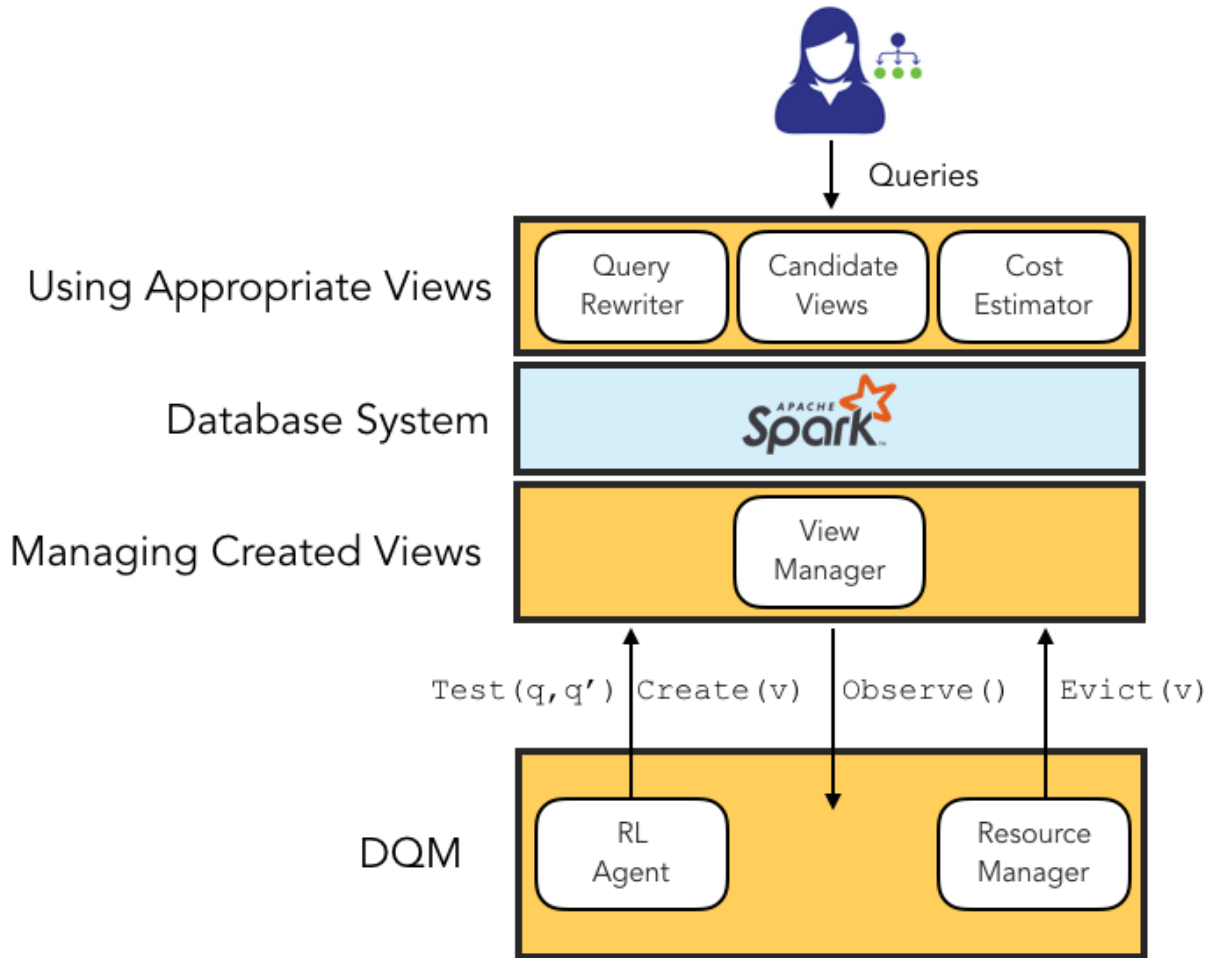 Queries
Using Appropriate Views
Query
Rewriter
Candidate
Views
Cost
Estimator
Database System
APACHE
Spark™
Managing Created Views
View
Manager
Test(q,q’)
Create(v)
Observe()
Evict(v)
DQM
RL
Agent
Resource
Manager